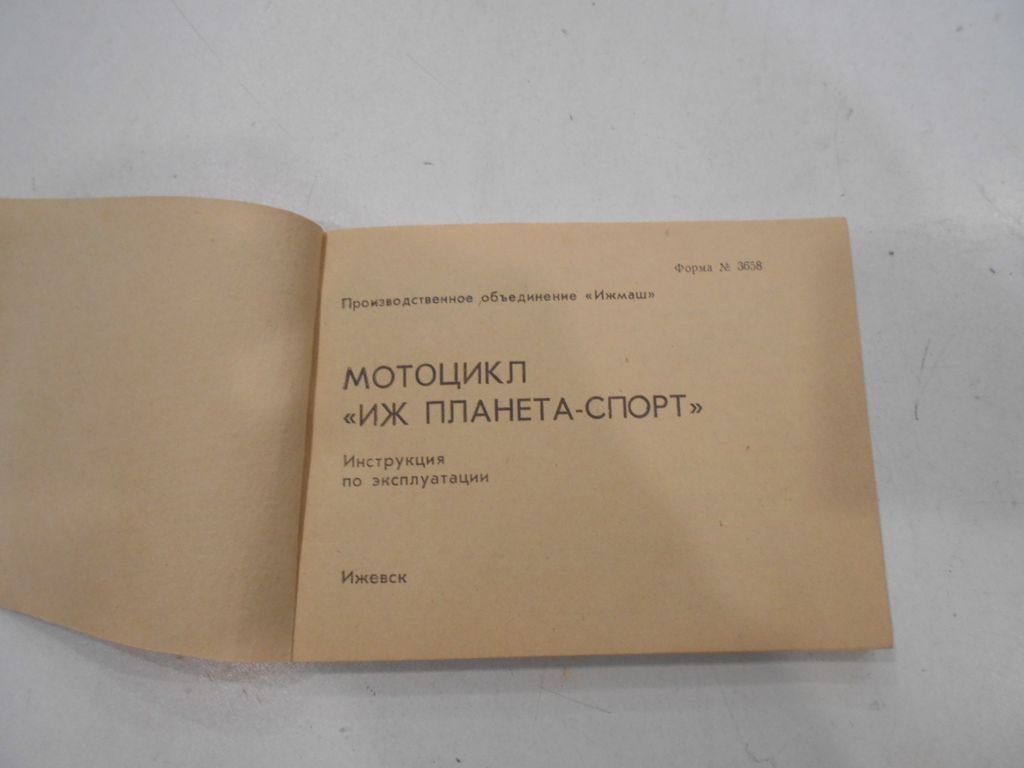 Форма № 3658
Производственное объединение «Ижмаш»
МОТОЦИКЛ
«ИЖ ПЛАНЕТА-СПОРТ»
Инструкция
по эксплуатации
Ижевск